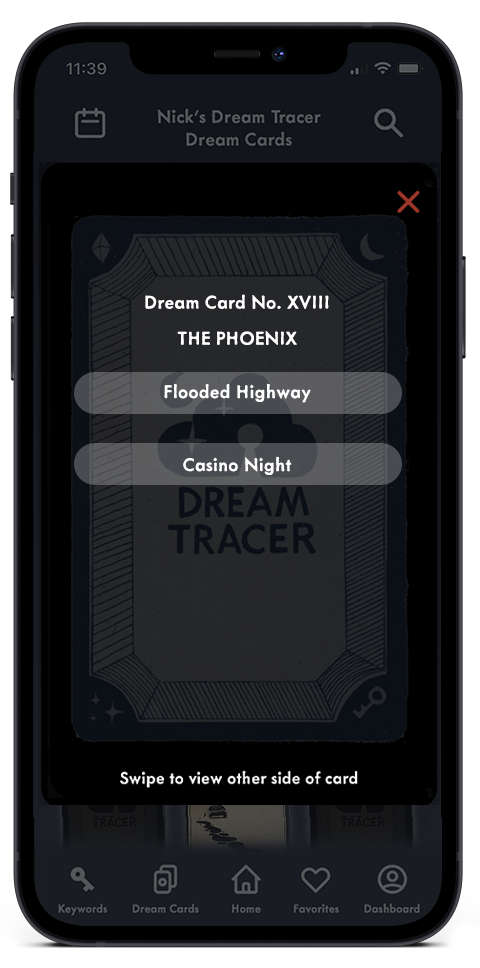 11:39
Nick's Dream Tracer
Dream Cards
Dream Card No. XVIII
THE PHOENIX
Flooded Highway
Casino Night
DREAM
TRACER
Swipe to view other side of card
TRACER
TRACER
Keywords
Dream Cards
Home
Favorites
Dashboard